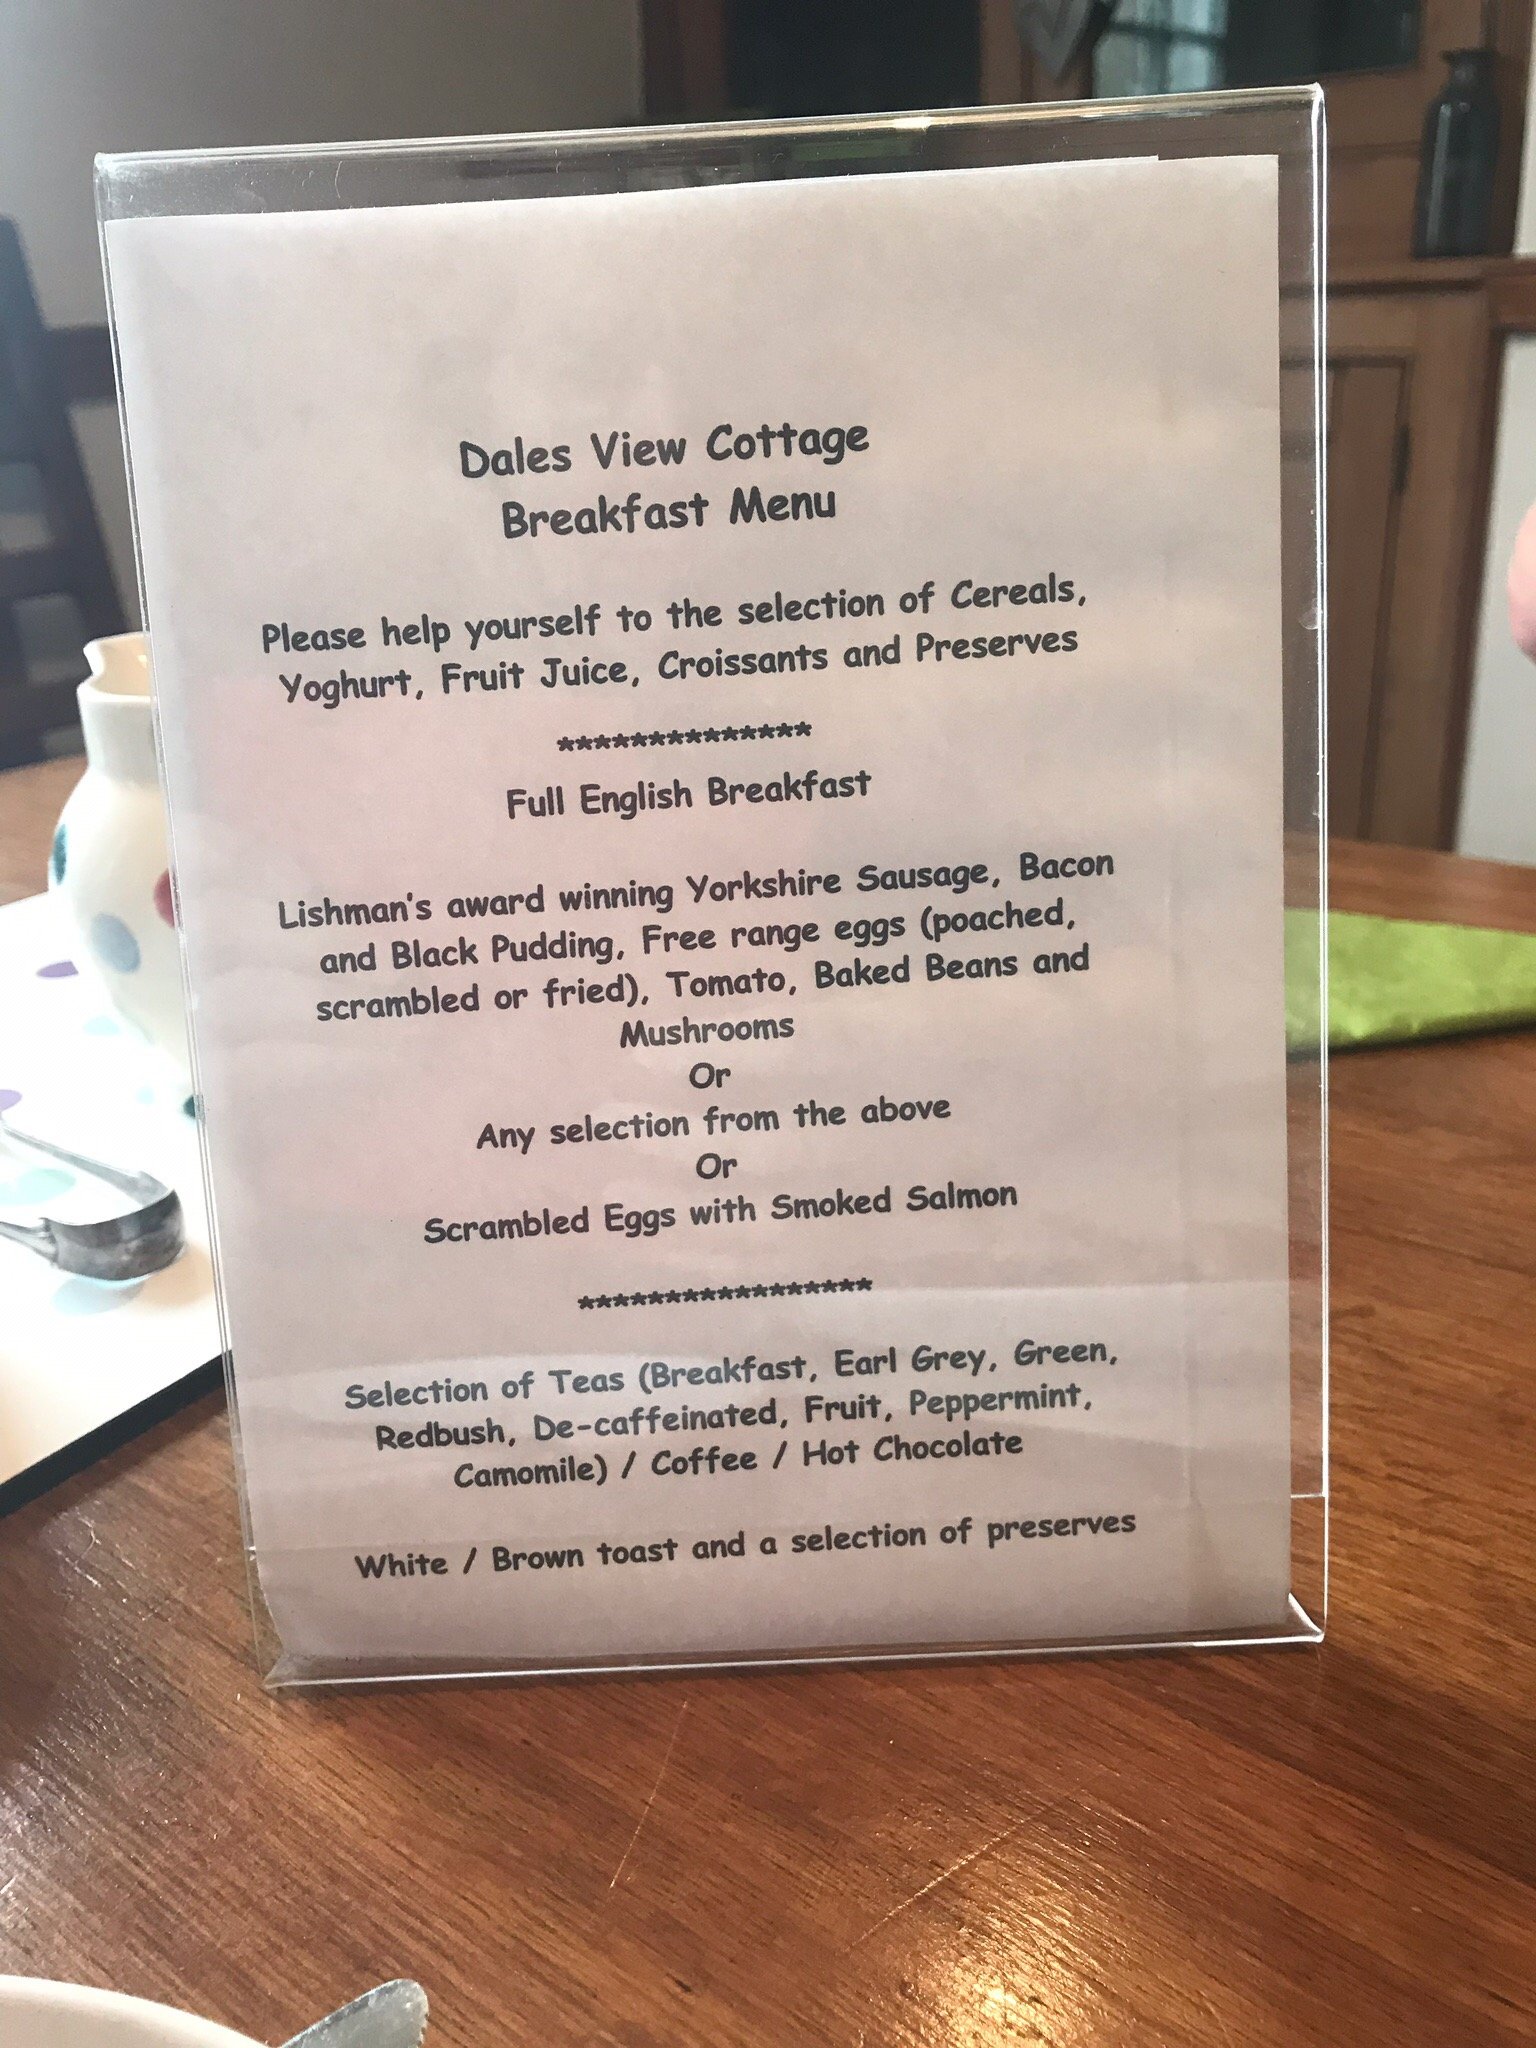 Dales View Cottage
Breakfast Menu
Please help yourself to the selection of Cereals,
Yoghurt, Fruit Juice, Croissants and Preserves
**************
Full English Breakfast
Lishman's award winning Yorkshire Sausage, Bacon
and Black Pudding, Free range eggs (poached,
scrambled or fried), Tomato, Baked Beans and
Mushrooms
Or
Any selection from the above
Or
Scrambled Eggs with Smoked Salmon
*****************
Selection of Teas (Breakfast, Earl Grey, Green,
Redbush, De-caffeinated, Fruit, Peppermint,
Camomile) / Coffee / Hot Chocolate
White / Brown toast and a selection of preserves